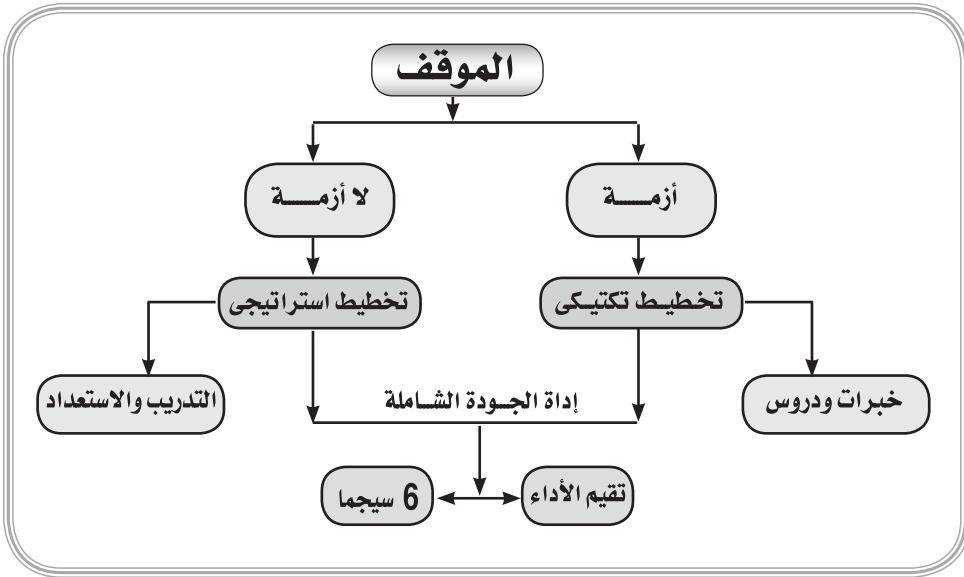 الموقف
أزمـــــة
لا أزمـــــة
تخطيـط تكتيـكى
تخطيط استراتيجى
خبرات ودروس
التدريب والاستعداد
إداة الجـودة الشـاملة
تقيم الأداء
6 سيجما